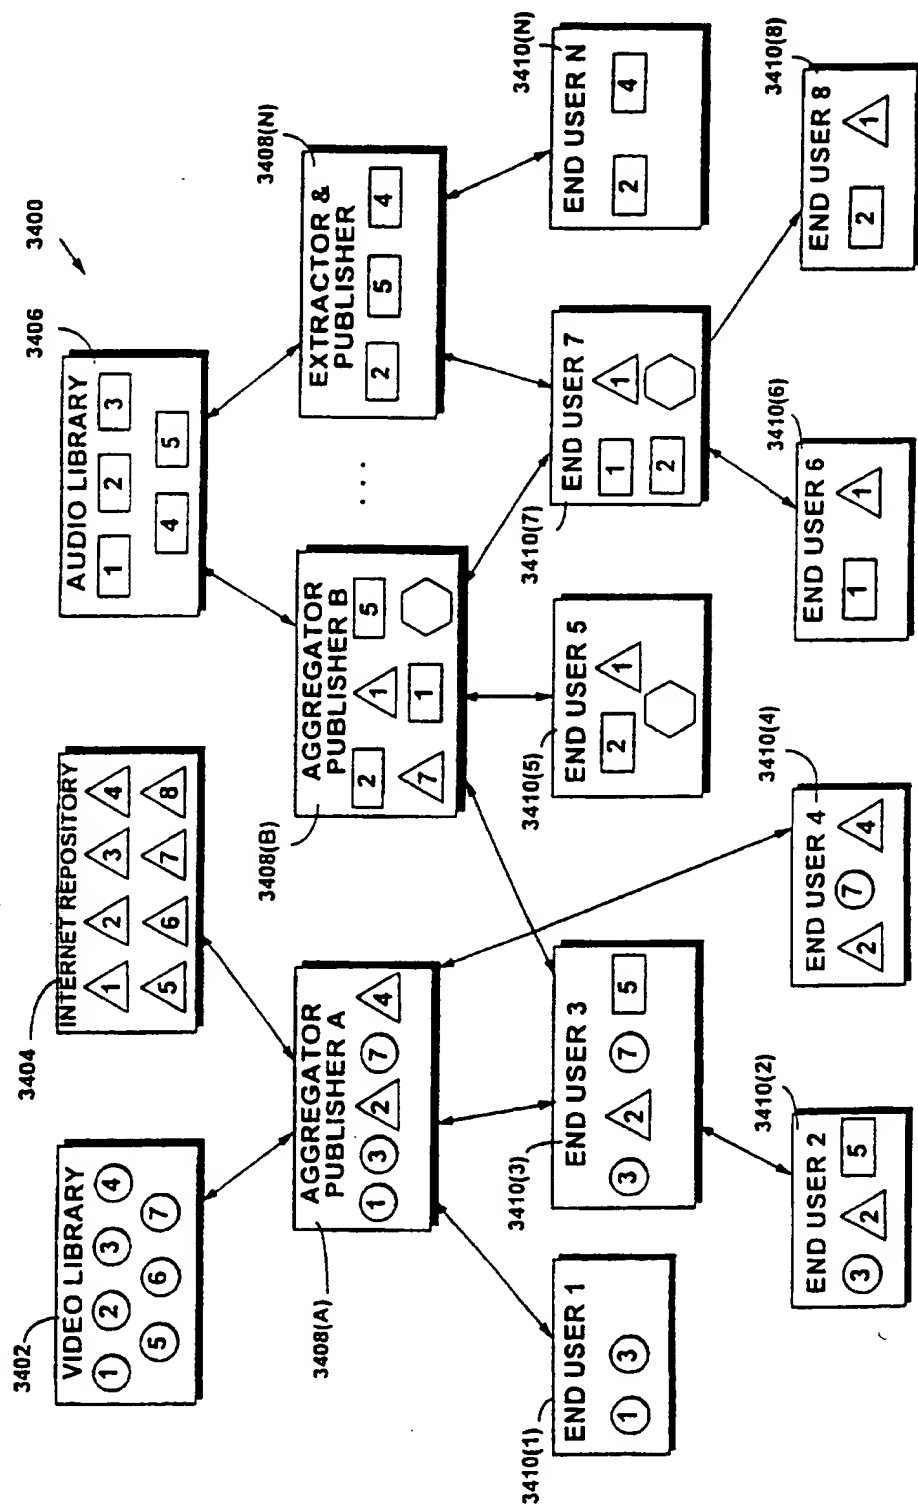 3400
3402
VIDEO LIBRARY
1 2 3 4
5 6 7
3404
INTERNET REPOSITORY
1 2 3 4
5 6 7 8
3406
AUDIO LIBRARY
1 2 3
4 5
3408(A)
AGGREGATOR
PUBLISHER A
1 3 2 7 4
3408(B)
AGGREGATOR
PUBLISHER B
2 1 5
7 1
. . .
3408(N)
EXTRACTOR &
PUBLISHER
2 5 4
3410(1)
END USER 1
1 3
3410(3)
END USER 3
3 2 7 5
3410(5)
END USER 5
2 1
3410(7)
END USER 7
1 1
2
3410(N)
END USER N
2 4
3410(2)
END USER 2
3 2 5
3410(4)
END USER 4
2 7 4
3410(6)
END USER 6
1 1
3410(8)
END USER 8
2 1